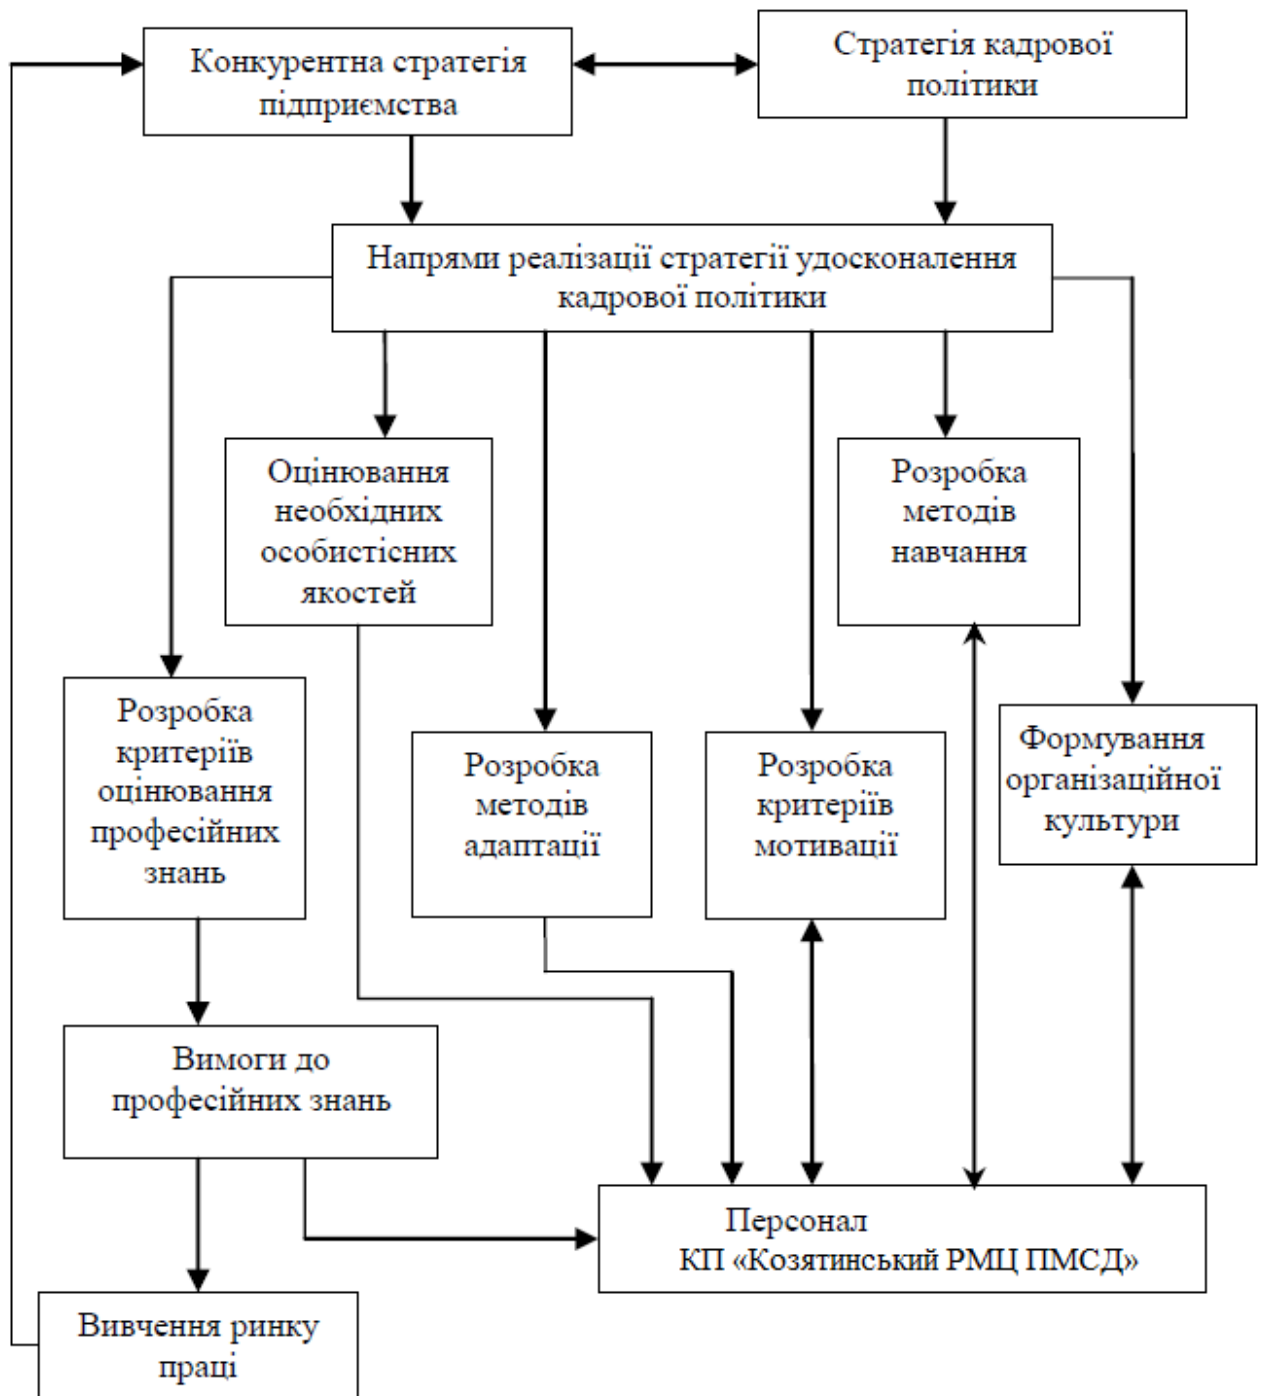 Конкурентна стратегія
підприємства
Стратегія кадрової
політики
Напрями реалізації стратегії удосконалення
кадрової політики
Оцінювання
необхідних
особистісних
якостей
Розробка
методів
навчання
Розробка
критеріїв
оцінювання
професійних
знань
Розробка
методів
адаптації
Розробка
критеріїв
мотивації
Формування
організаційної
культури
Вимоги до
професійних знань
Персонал
КП «Козятинський РМЦ ПМСД»
Вивчення ринку
праці